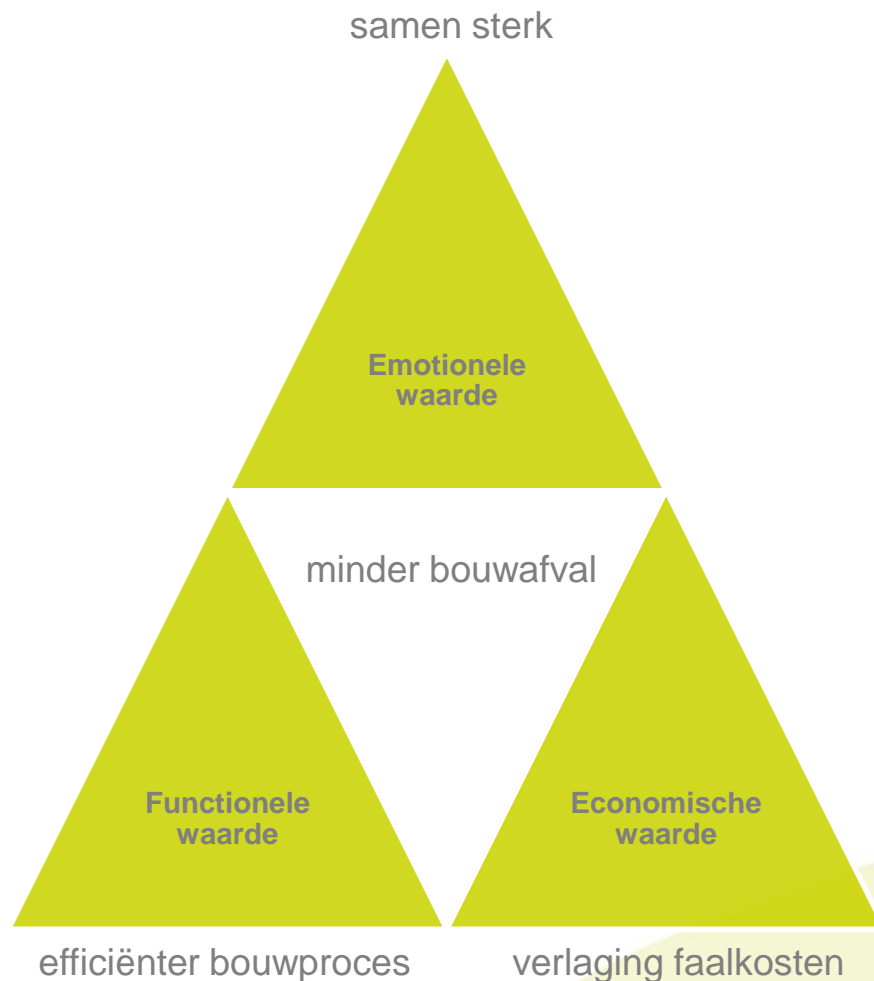 samen sterk
Emotionele
waarde
minder bouwafval
Functionele
waarde
Economische
waarde
efficiënter bouwproces
verlaging faalkosten